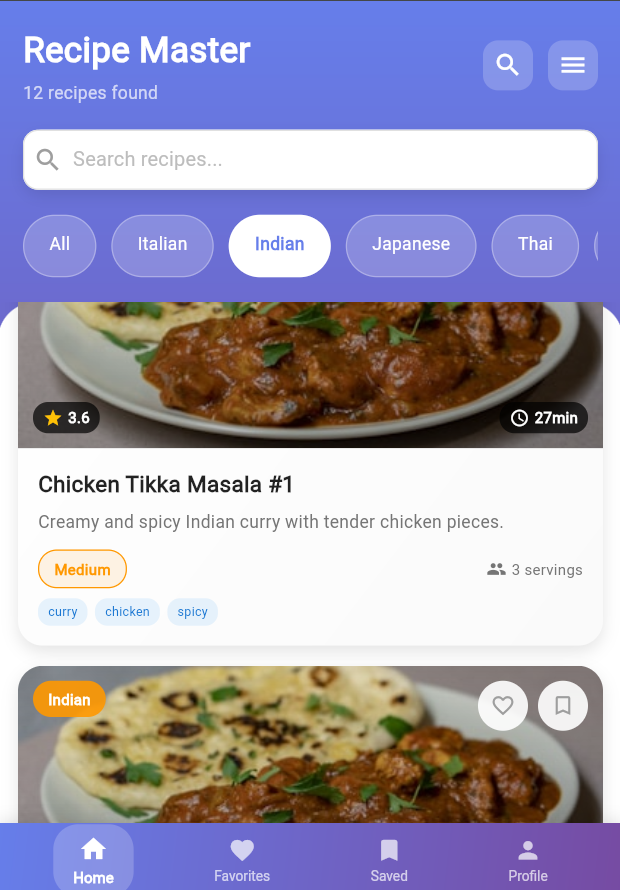 Recipe Master
12 recipes found
Search recipes...
All Italian Indian Japanese Thai
3.6 27min
Chicken Tikka Masala #1
Creamy and spicy Indian curry with tender chicken pieces.
Medium 3 servings
curry chicken spicy
Indian
Home Favorites Saved Profile